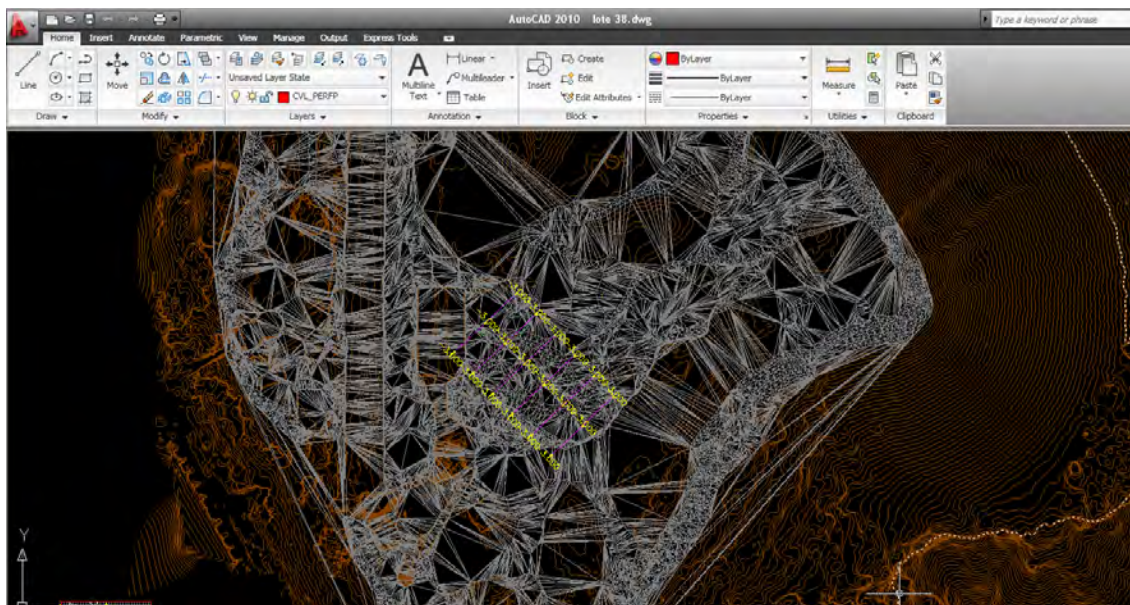 AutoCAD 2010 lote 38.dwg
Type a keyword or phrase
Home Insert Annotate Parametric View Manage Output Express Tools
Line Move Unsaved Layer State CVL_PERFP Multiline Text Linear Multileader Table Insert Create Edit Edit Attributes ByLayer ByLayer ByLayer Measure Paste
Draw Modify Layers Annotation Block Properties Utilities Clipboard
Y